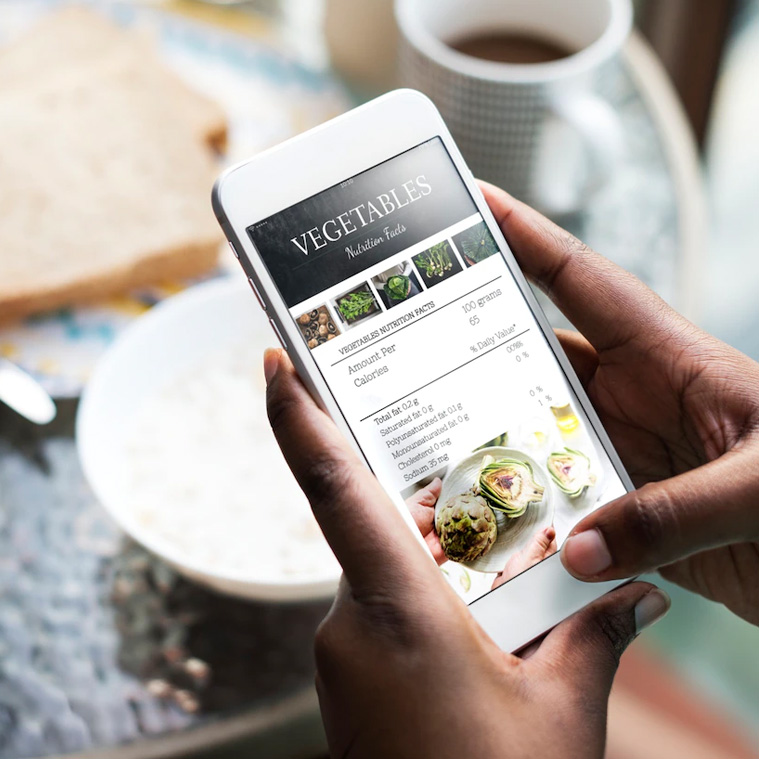 VEGETABLES
Nutrition Facts
VEGETABLES NUTRITION FACTS
Amount Per 100 grams
Calories 65
% Daily Value*
Total fat 0.2 g
Saturated fat 0 g 0 %
Polyunsaturated fat 0.1 g
Monounsaturated fat 0 g
Cholesterol 0 mg 0 %
Sodium 35 mg 1 %